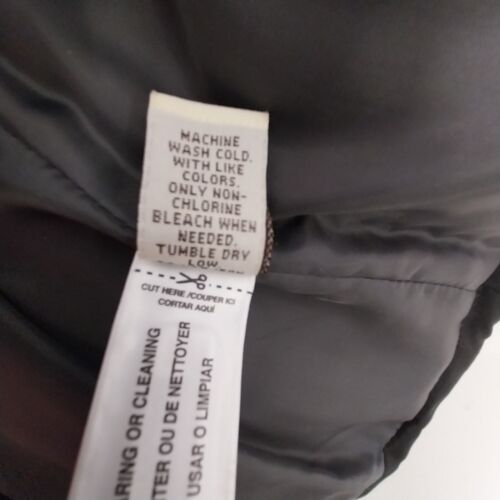 MACHINE
WASH COLD.
WITH LIKE
COLORS.
ONLY NON-
CHLORINE
BLEACH WHEN
NEEDED.
TUMBLE DRY
LOW.
CUT HERE /COUPER ICI
CORTAR AQUÍ
ARING OR CLEANING
TER OU DE NETTOYER
USAR O LIMPIAR